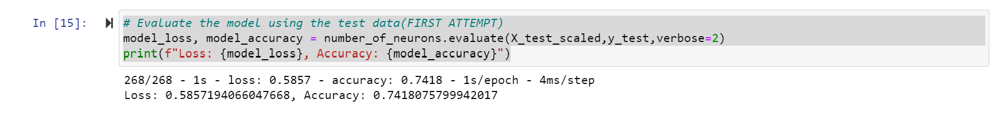 In [15]:
# Evaluate the model using the test data(FIRST ATTEMPT)
model_loss, model_accuracy = number_of_neurons.evaluate(X_test_scaled,y_test,verbose=2)
print(f"Loss: {model_loss}, Accuracy: {model_accuracy}")
268/268 - 1s - loss: 0.5857 - accuracy: 0.7418 - 1s/epoch - 4ms/step
Loss: 0.5857194066047668, Accuracy: 0.7418075799942017